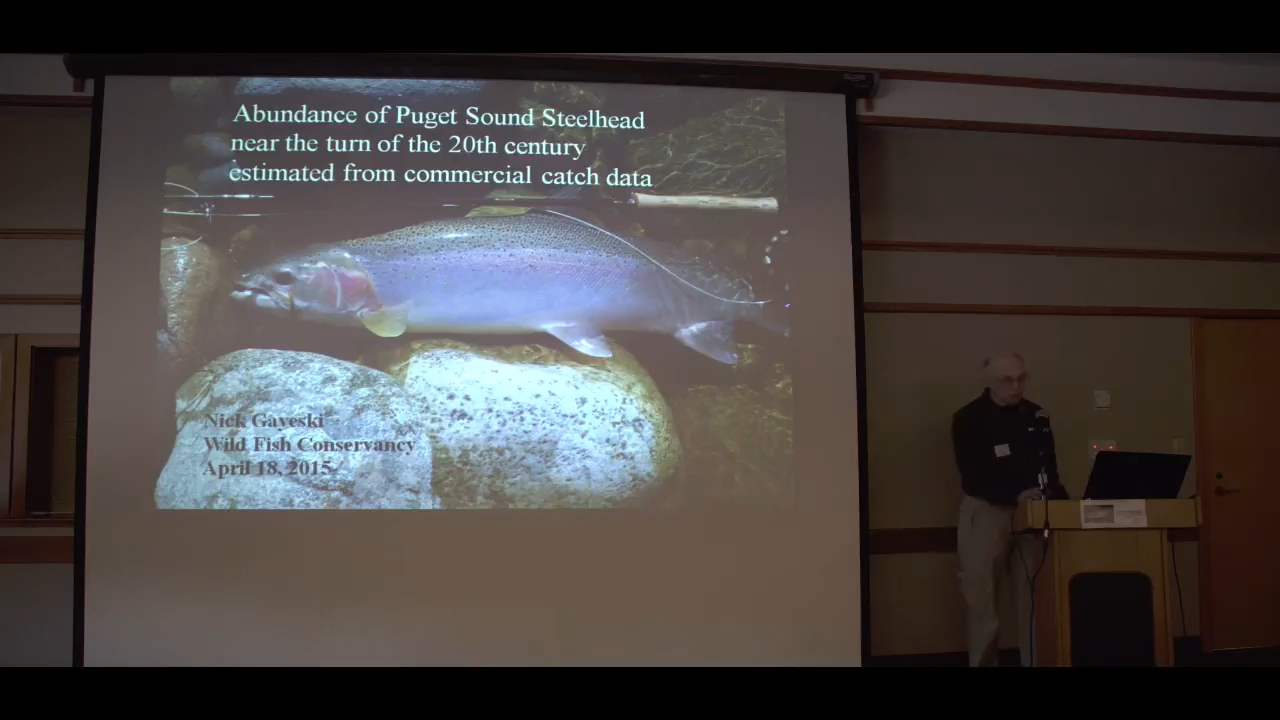 Abundance of Puget Sound Steelhead
near the turn of the 20th century
estimated from commercial catch data
Nick Gayeski
Wild Fish Conservancy
April 18, 2015